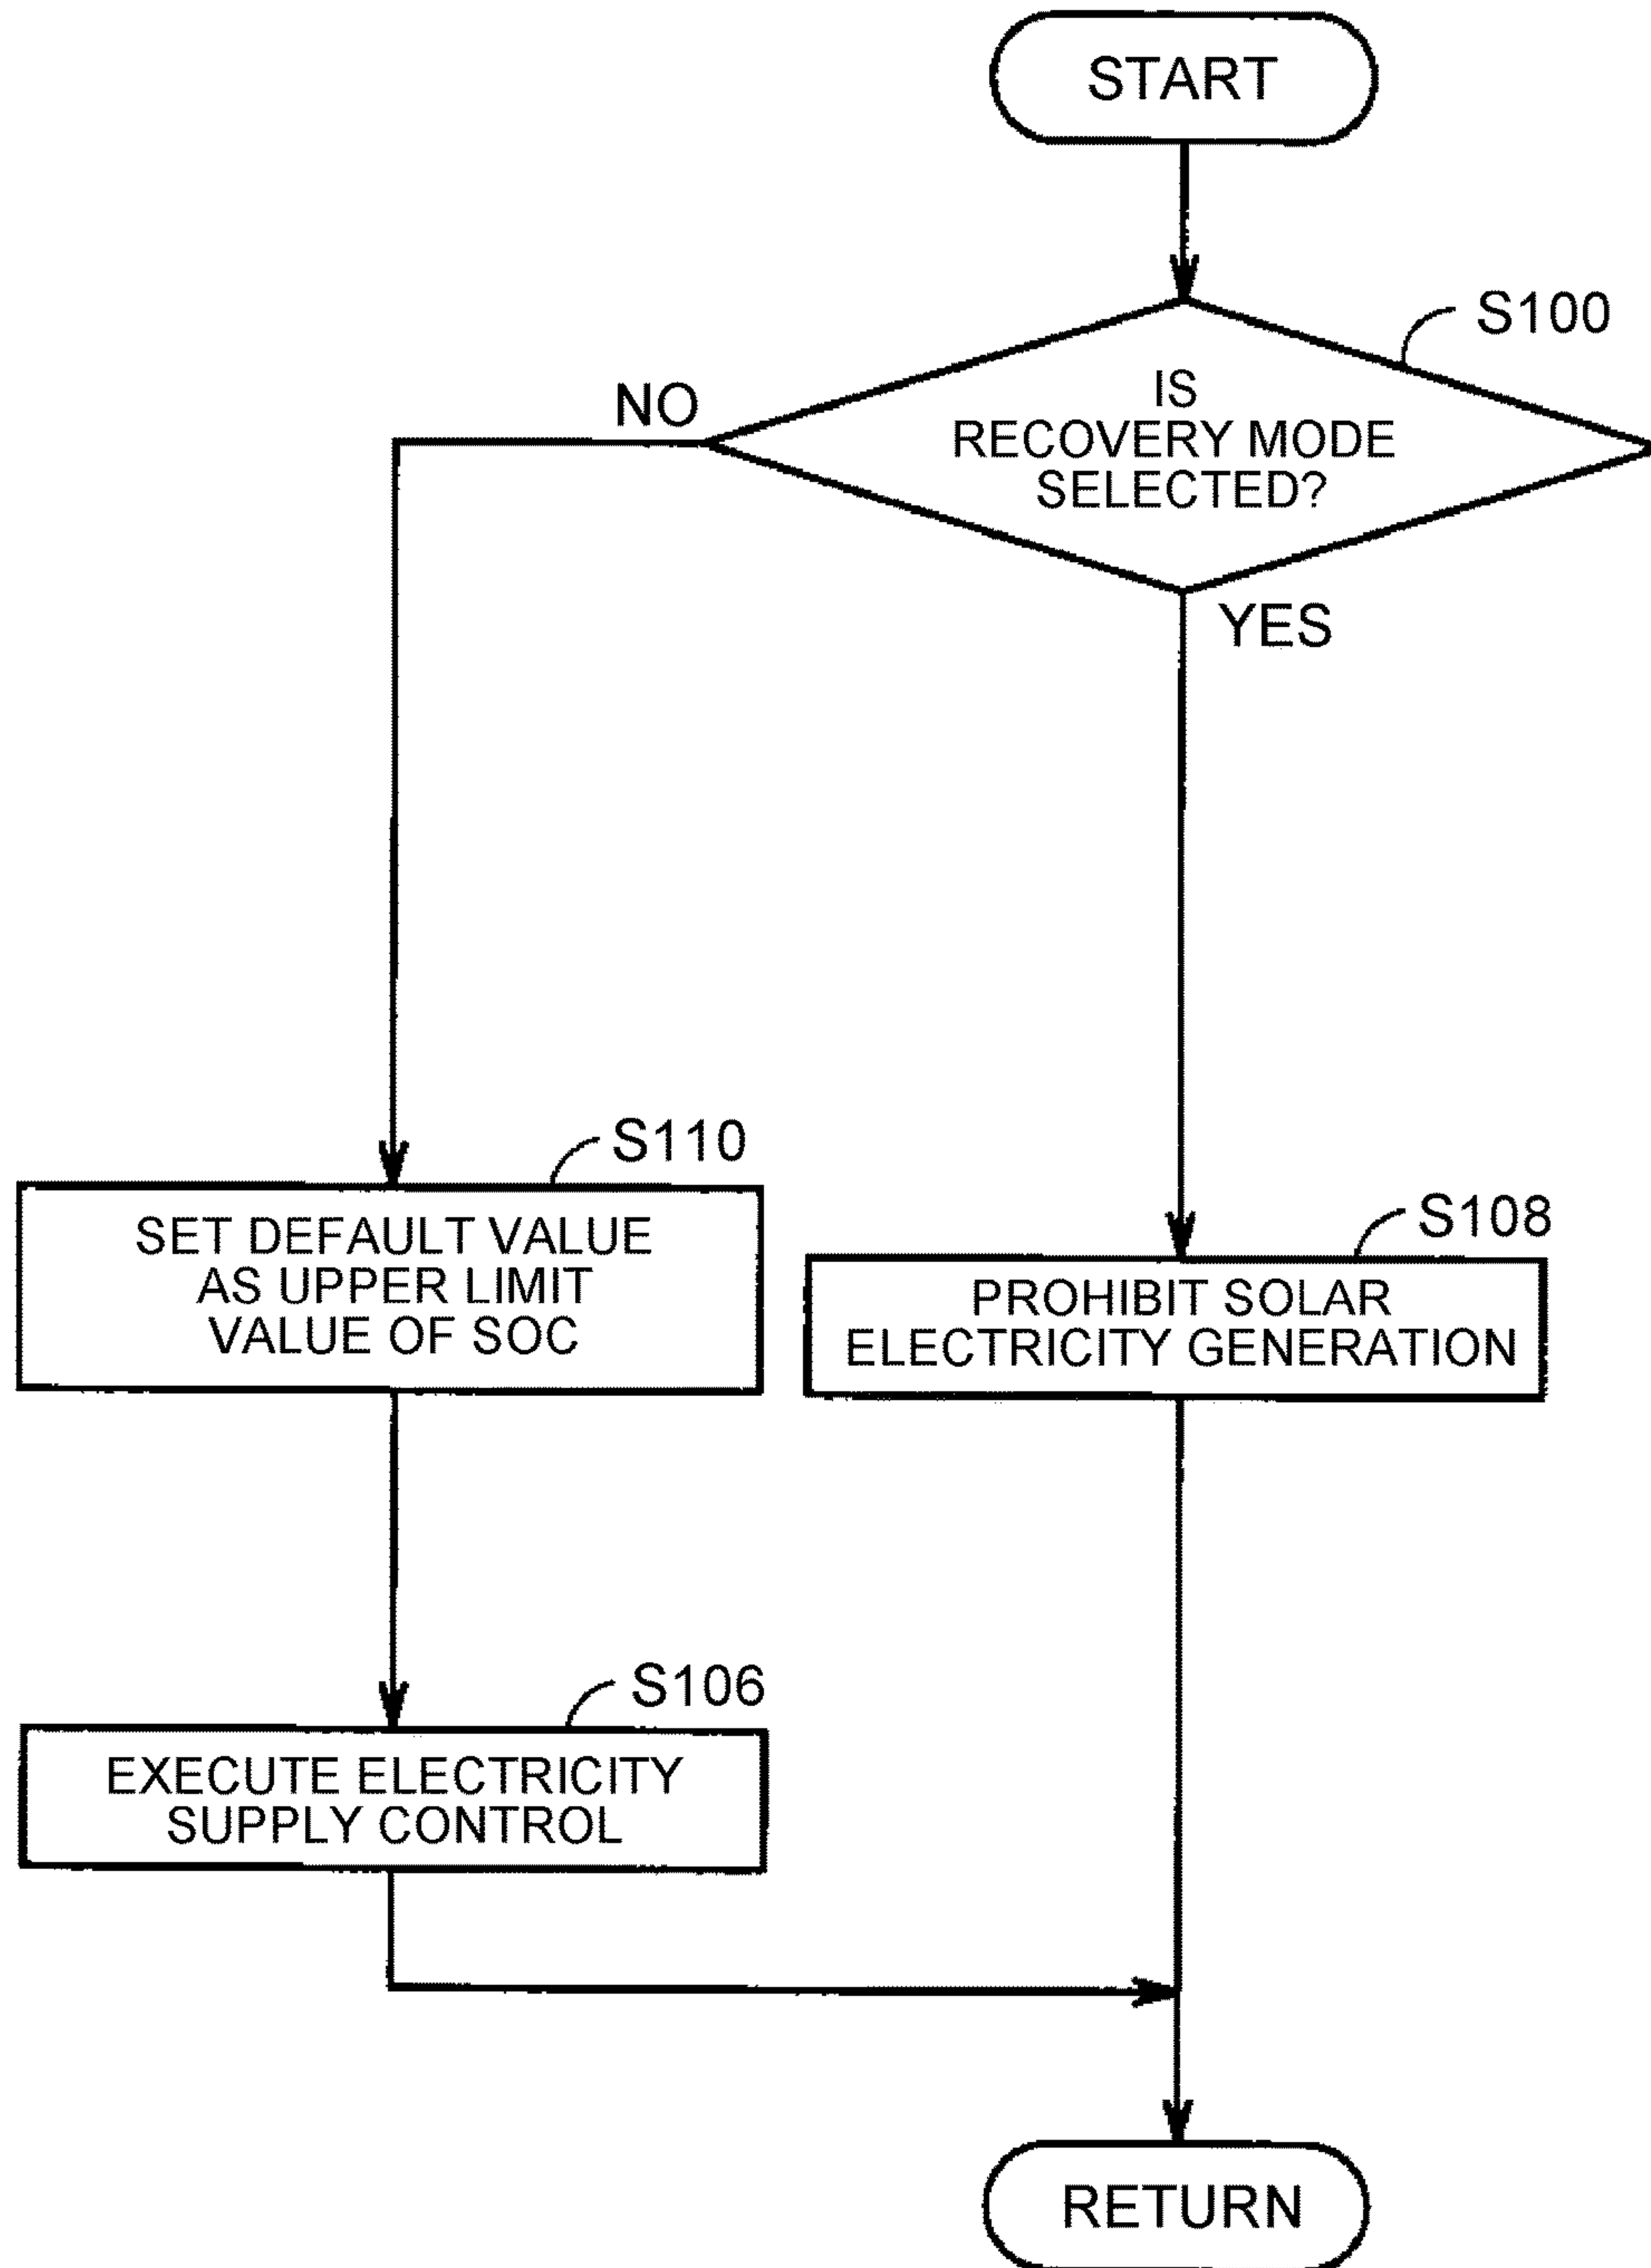 START
S100
IS
RECOVERY MODE
SELECTED?
NO
YES
S110
SET DEFAULT VALUE
AS UPPER LIMIT
VALUE OF SOC
S108
PROHIBIT SOLAR
ELECTRICITY GENERATION
S106
EXECUTE ELECTRICITY
SUPPLY CONTROL
RETURN